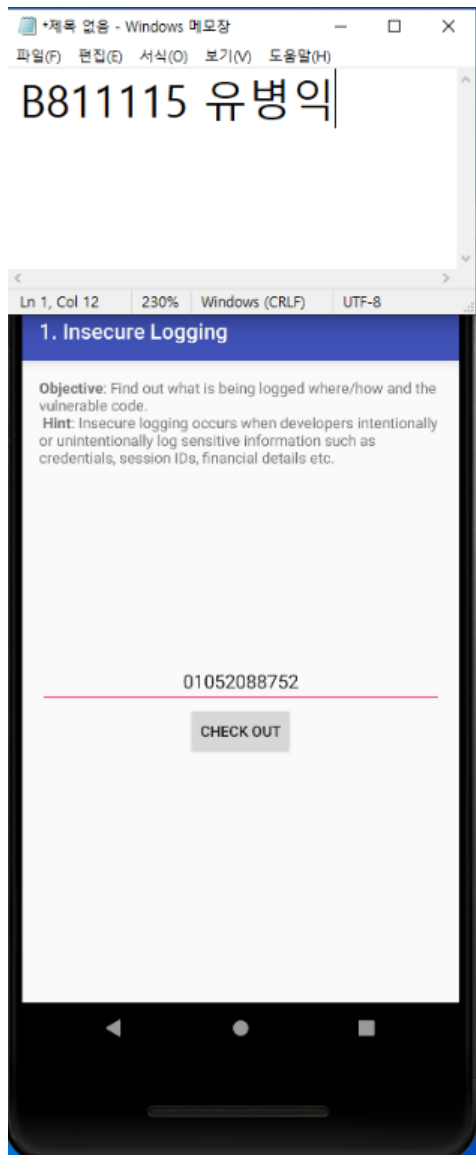 *제목 없음 - Windows 메모장
파일(F) 편집(E) 서식(O) 보기(V) 도움말(H)
B811115 유병익
Ln 1, Col 12 230% Windows (CRLF) UTF-8
1. Insecure Logging
Objective: Find out what is being logged where/how and the
vulnerable code.
Hint: Insecure logging occurs when developers intentionally
or unintentionally log sensitive information such as
credentials, session IDs, financial details etc.
01052088752
CHECK OUT